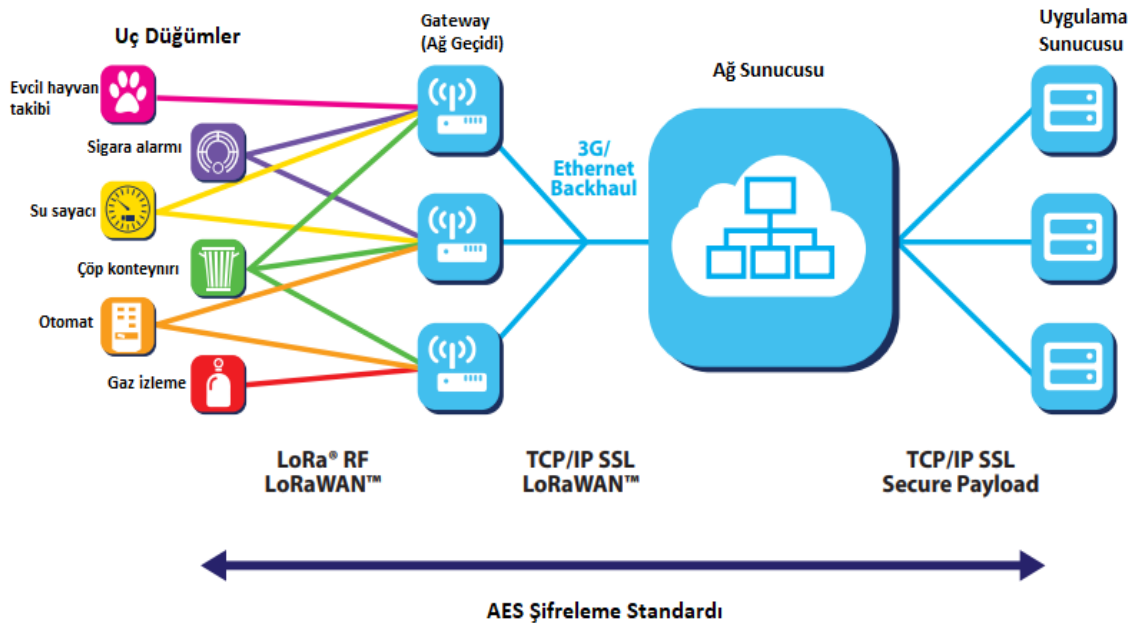 Uç Düğümler
Gateway
(Ağ Geçidi)
Ağ Sunucusu
Uygulama
Sunucusu
Evcil hayvan
takibi
Sigara alarmı
Su sayacı
Çöp konteynırı
Otomat
Gaz izleme
3G/
Ethernet
Backhaul
LoRa® RF
LoRaWAN™
TCP/IP SSL
LoRaWAN™
TCP/IP SSL
Secure Payload
AES Şifreleme Standardı